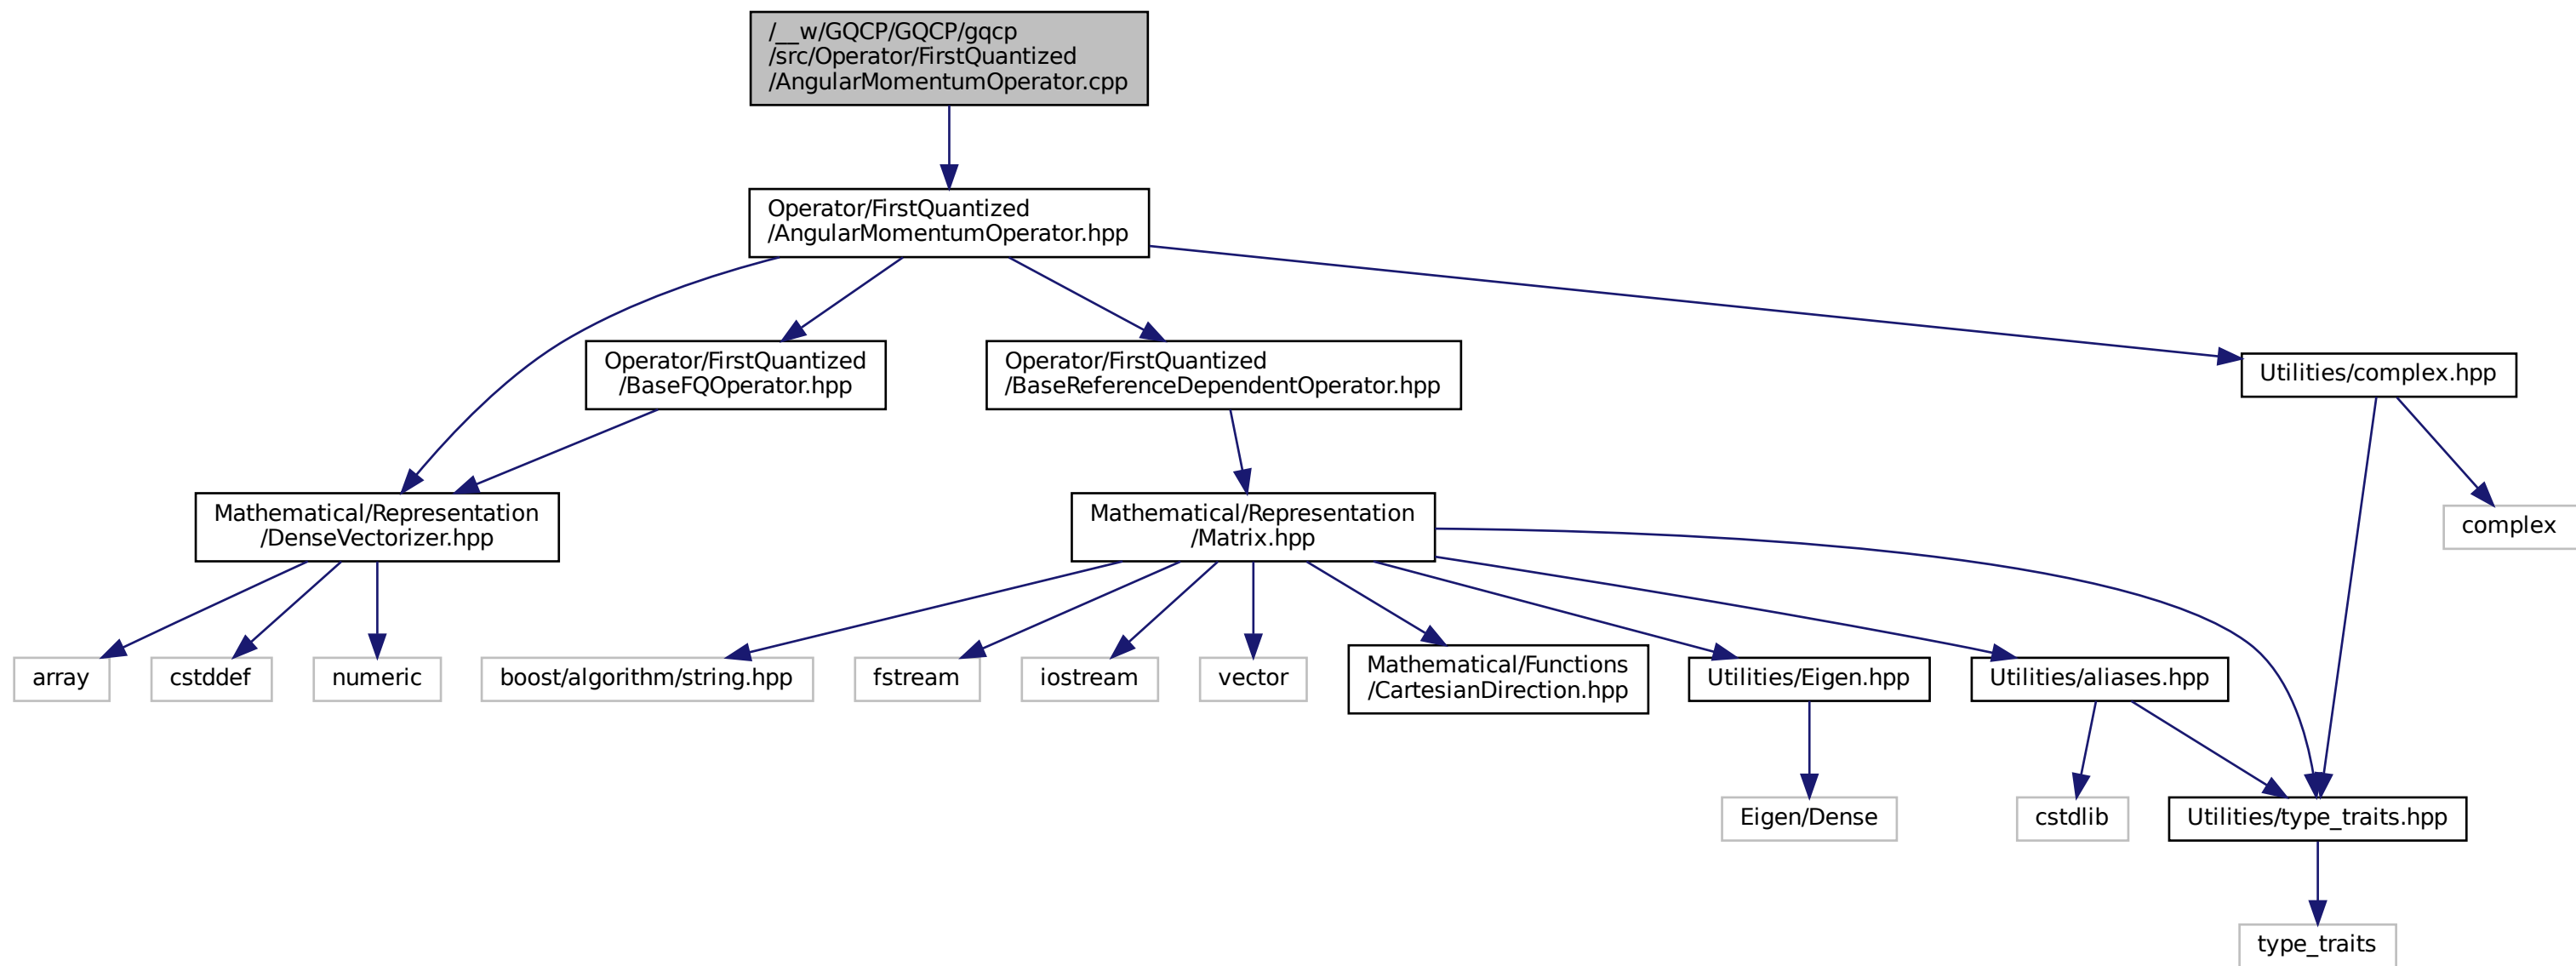 /__w/GQCP/GQCP/gqcp
/src/Operator/FirstQuantized
/AngularMomentumOperator.cpp
Operator/FirstQuantized
/AngularMomentumOperator.hpp
Operator/FirstQuantized
/BaseFQOperator.hpp
Operator/FirstQuantized
/BaseReferenceDependentOperator.hpp
Utilities/complex.hpp
Mathematical/Representation
/DenseVectorizer.hpp
Mathematical/Representation
/Matrix.hpp
complex
array
cstddef
numeric
boost/algorithm/string.hpp
fstream
iostream
vector
Mathematical/Functions
/CartesianDirection.hpp
Utilities/Eigen.hpp
Utilities/aliases.hpp
Eigen/Dense
cstdlib
Utilities/type_traits.hpp
type_traits